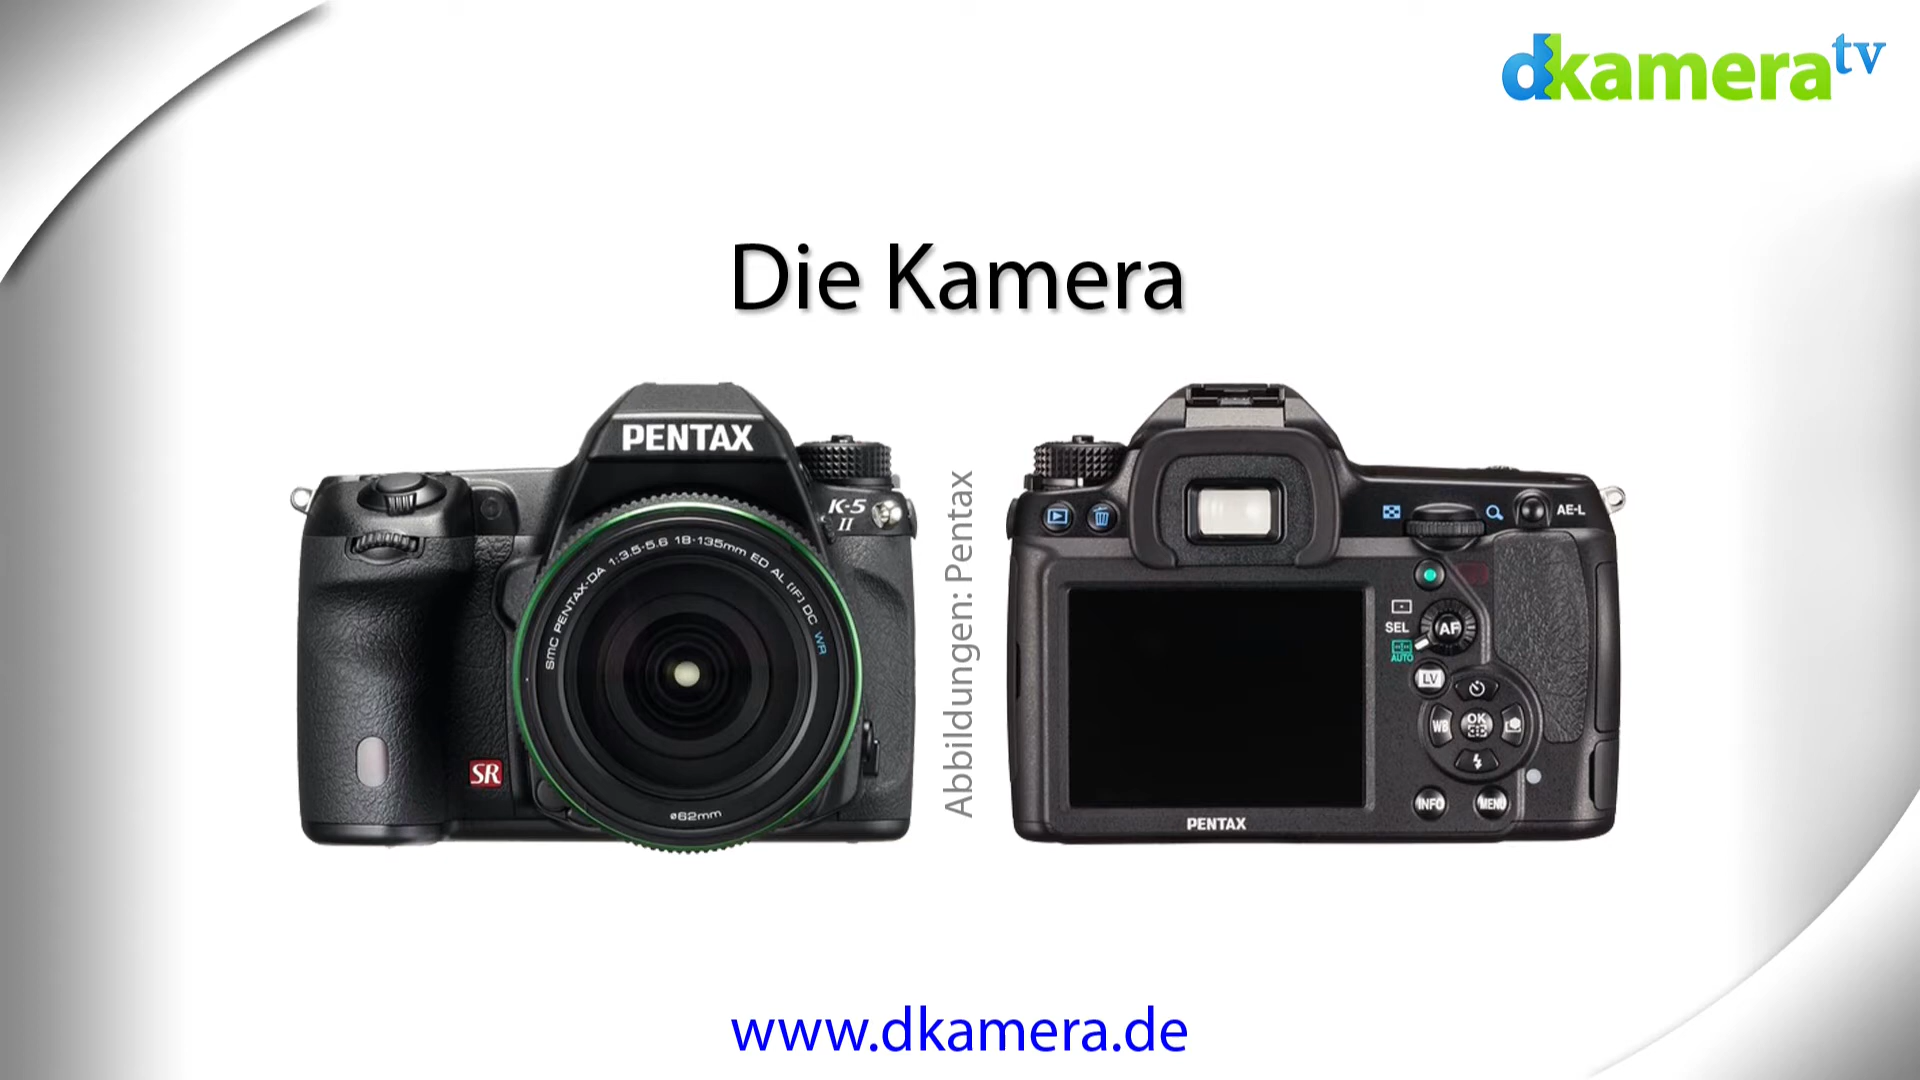 dkameratv
Die Kamera
PENTAX
K-5
II
SMC PENTAX-DA 1:3.5-5.6 18-135mm ED AL [IF] DC WR
SR
ø62mm
Abbildungen: Pentax
AE-L
SEL
AF
AUTO
LV
WB
OK
INFO
MENU
PENTAX
www.dkamera.de